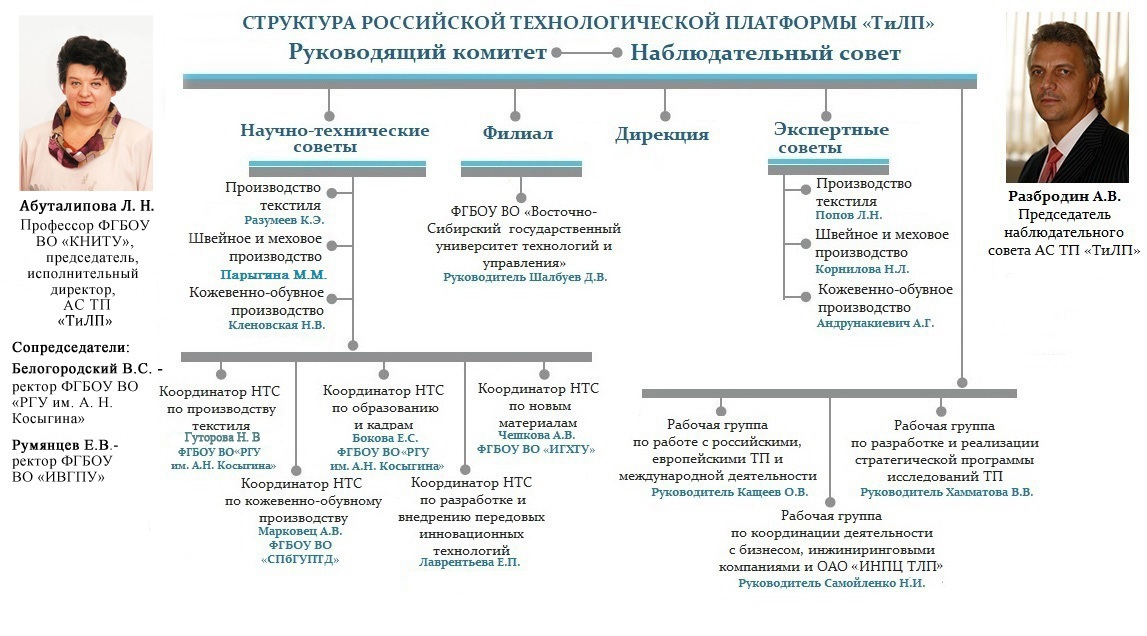 СТРУКТУРА РОССИЙСКОЙ ТЕХНОЛОГИЧЕСКОЙ ПЛАТФОРМЫ «ТиЛП»
Руководящий комитет
Наблюдательный совет
Абуталипова Л. Н.
Профессор ФГБОУ
ВО «КНИТУ»,
председатель,
исполнительный
директор,
АС ТП
«ТиЛП»
Сопредседатели:
Белогородский В.С. -
ректор ФГБОУ ВО
«РГУ им. А. Н.
Косыгина»
Румянцев Е.В.-
ректор ФГБОУ
ВО «ИВГПУ»
Научно-технические
советы
Производство
текстиля
Разумеев К.Э.
Швейное и меховое
производство
Парыгина М.М.
Кожевенно-обувное
производство
Кленовская Н.В.
Филиал
ФГБОУ ВО «Восточно-
Сибирский государственный
университет технологий и
управления»
Руководитель Шалбуев Д.В.
Дирекция
Экспертные
советы
Производство
текстиля
Попов Л.Н.
Швейное и меховое
производство
Корнилова Н.Л.
Кожевенно-обувное
производство
Андрунакиевич А.Г.
Разбродин А.В.
Председатель
наблюдательного
совета АС ТП «ТиЛП»
Координатор НТС
по производству
текстиля
Гуторова Н. В
ФГБОУ ВО«РГУ
им. А.Н. Косыгина»
Координатор НТС
по образованию
и кадрам
Бокова Е.С.
ФГБОУ ВО«РГУ
им. А.Н. Косыгина»
Координатор НТС
по новым
материалам
Чешкова А.В.
ФГБОУ ВО «ИГХТУ»
Координатор НТС
по кожевенно-обувному
производству
Марковец А.В.
ФГБОУ ВО
«СПбГУПТД»
Координатор НТС
по разработке и
внедрению передовых
инновационных
технологий
Лаврентьева Е.П.
Рабочая группа
по работе с российскими,
европейскими ТП и
международной деятельности
Руководитель Кащеев О.В.
Рабочая группа
по разработке и реализации
стратегической программы
исследований ТП
Руководитель Хамматова В.В.
Рабочая группа
по координации деятельности
с бизнесом, инжиниринговыми
компаниями и ОАО «ИНПЦ ТЛП»
Руководитель Самойленко Н.И.